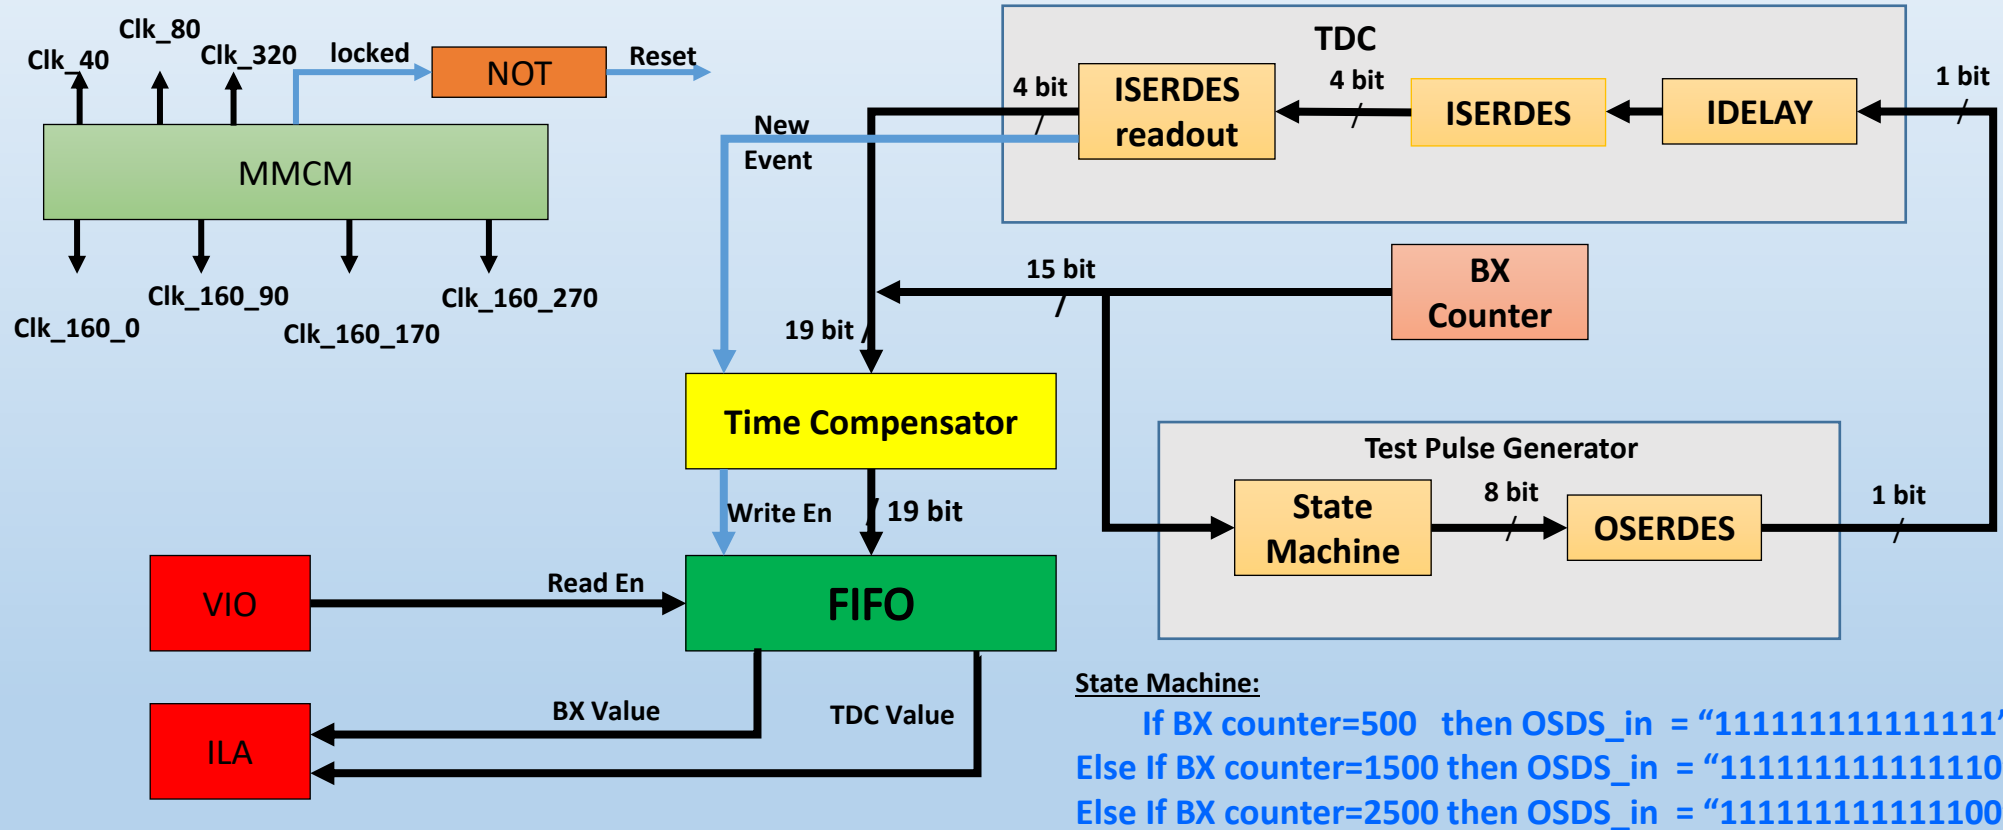 Clk_40
Clk_80
Clk_320
locked
NOT
Reset
MMCM
Clk_160_0
Clk_160_90
Clk_160_170
Clk_160_270
TDC
4 bit
ISERDES
readout
4 bit
ISERDES
IDELAY
1 bit
New
Event
15 bit
BX
Counter
19 bit
Time Compensator
Test Pulse Generator
State
Machine
8 bit
OSERDES
1 bit
Write En
19 bit
VIO
Read En
FIFO
ILA
BX Value
TDC Value
State Machine:
If BX counter=500 then OSDS_in = “111111111111111”
Else If BX counter=1500 then OSDS_in = “111111111111110
Else If BX counter=2500 then OSDS_in = “111111111111100